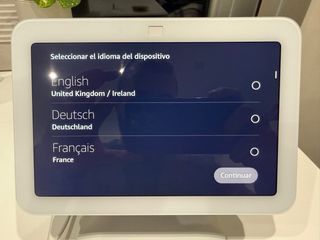 Seleccionar el idioma del dispositivo
English
United Kingdom / Ireland
Deutsch
Deutschland
Français
France
Continuar